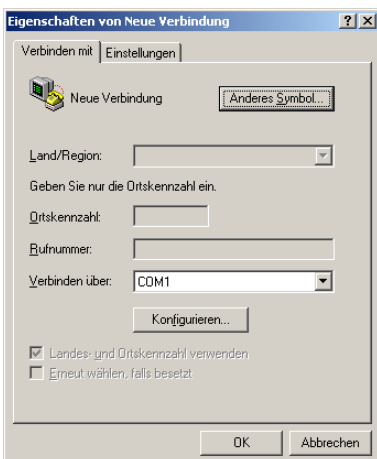 Eigenschaften von Neue Verbindung
Verbinden mit Einstellungen
Neue Verbindung Anderes Symbol...
Land/Region:
Geben Sie nur die Ortskennzahl ein.
Ortskennzahl:
Rufnummer:
Verbinden über: COM1
Konfigurieren...
Landes- und Ortskennzahl verwenden
Erneut wählen, falls besetzt
OK Abbrechen